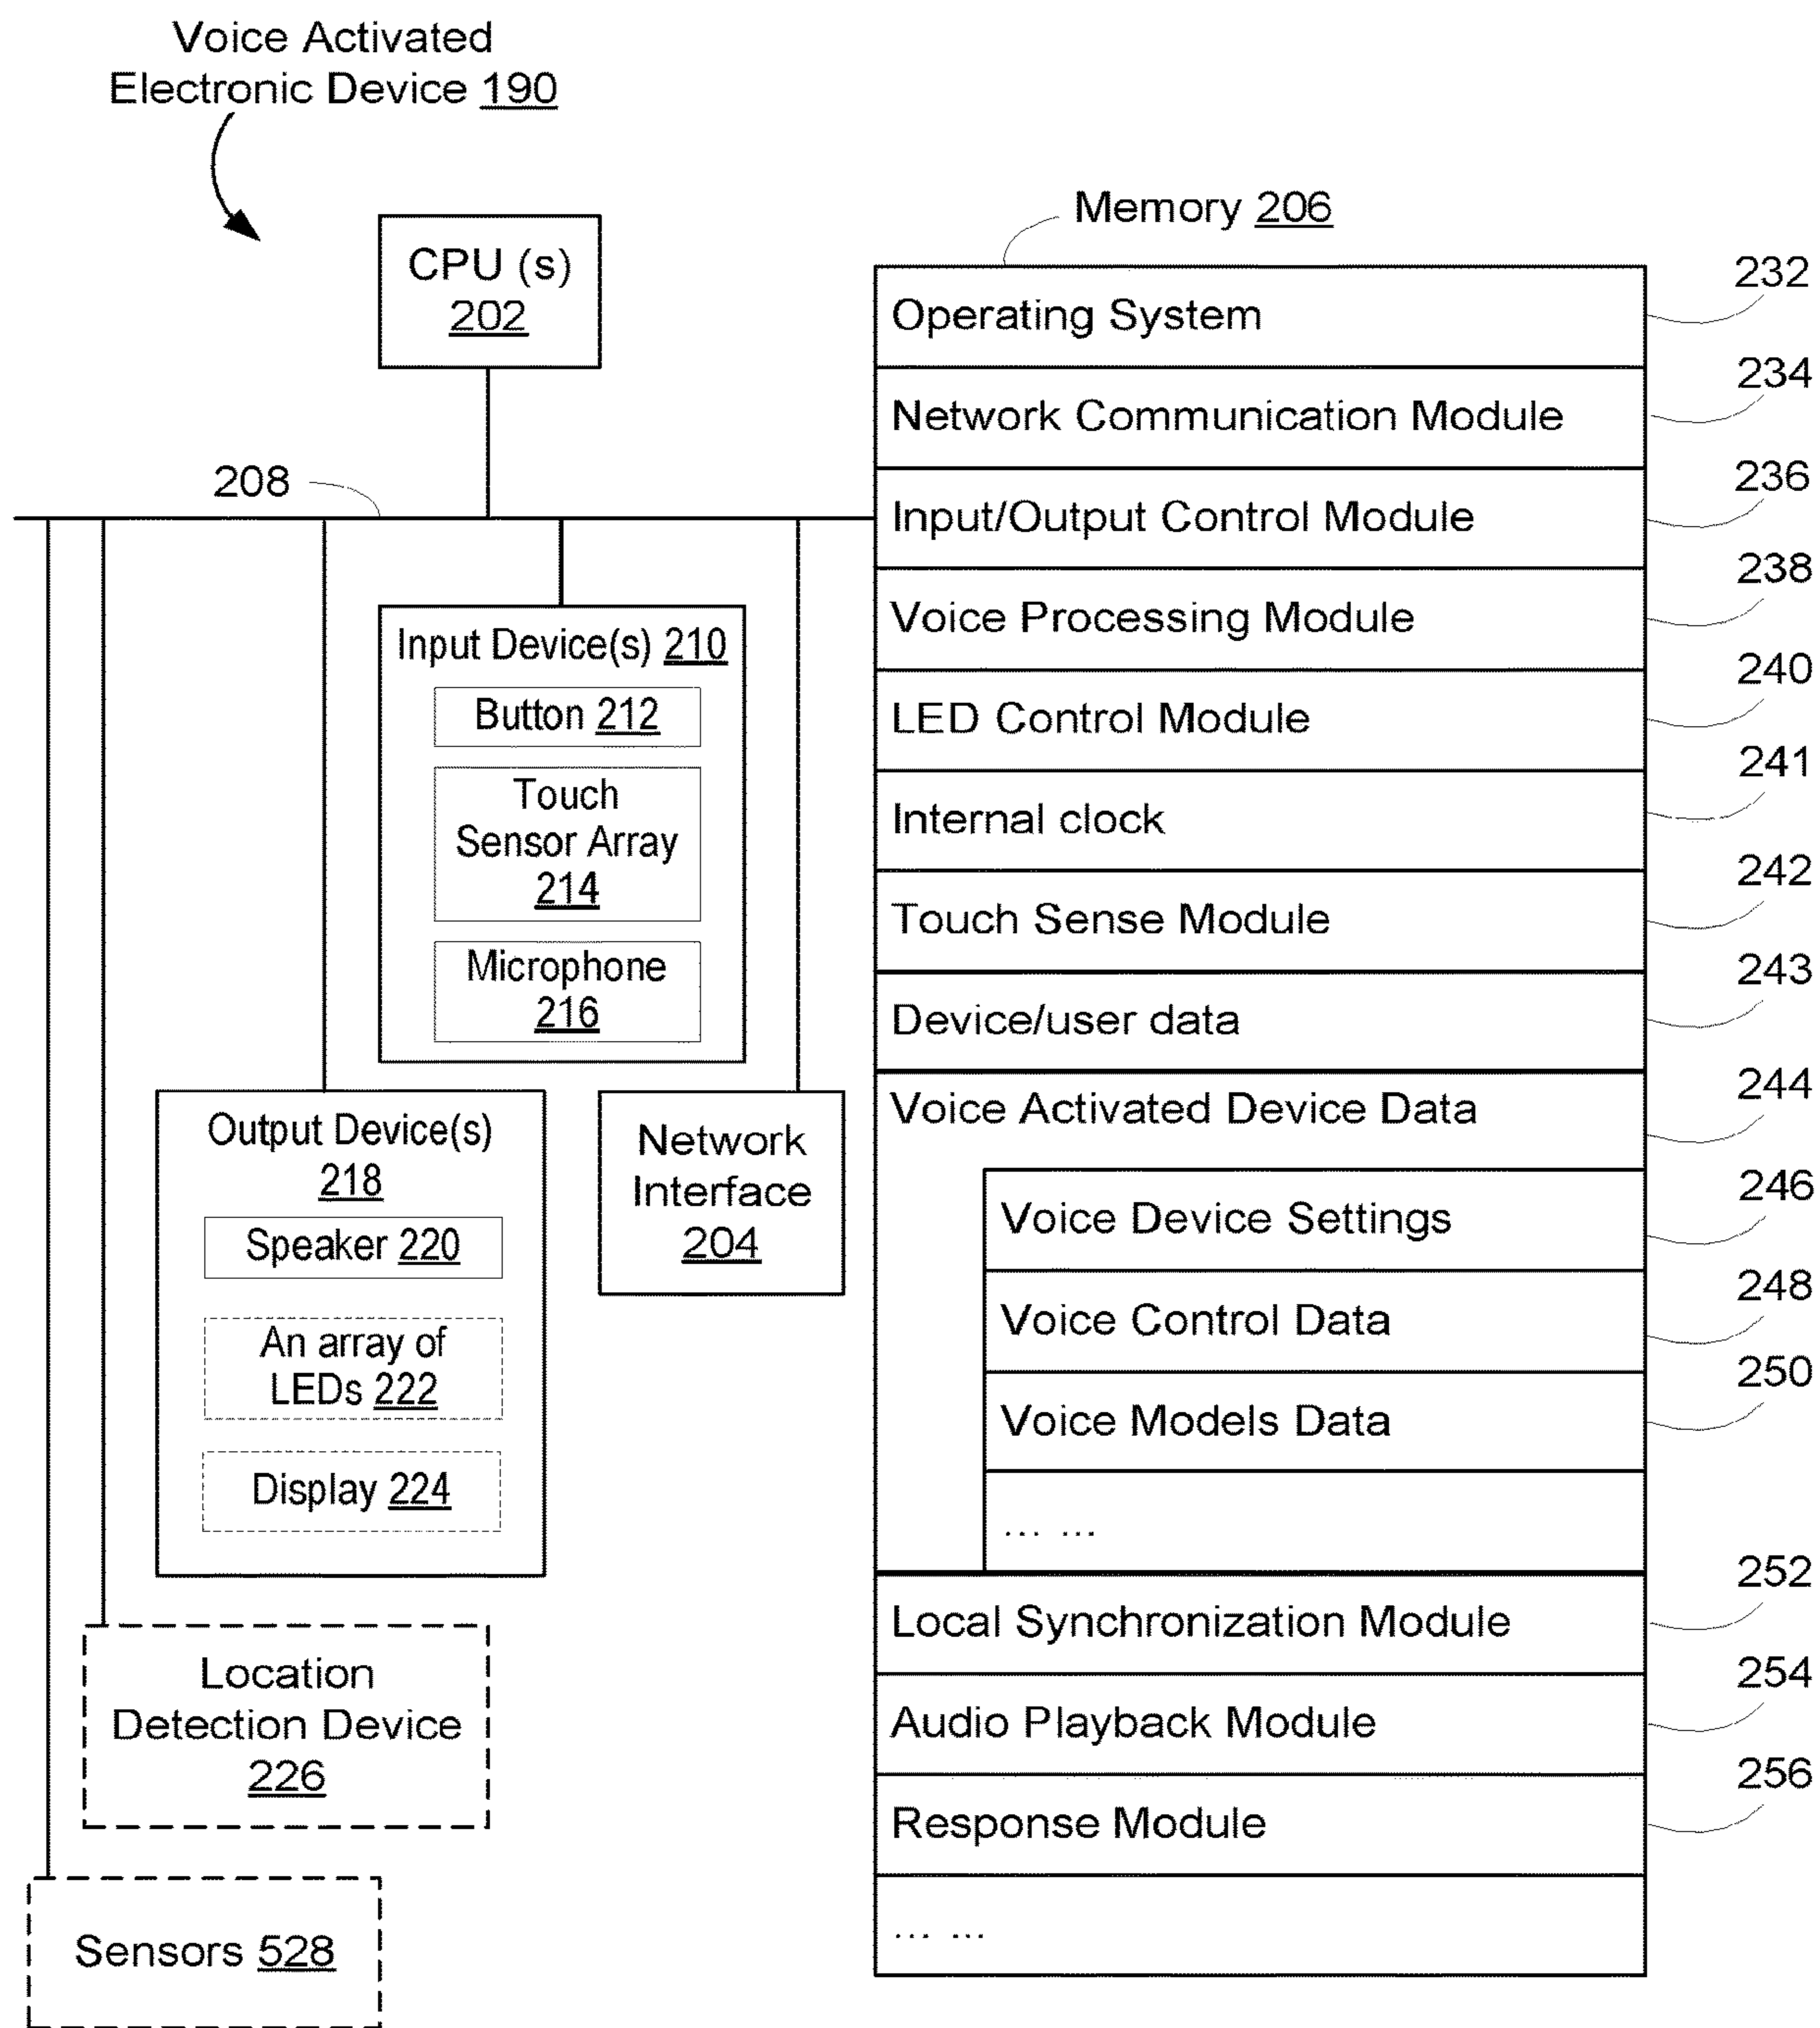 Voice Activated
Electronic Device 190
CPU (s)
202
208
Input Device(s) 210
Button 212
Touch
Sensor Array
214
Microphone
216
Output Device(s)
218
Speaker 220
An array of
LEDs 222
Display 224
Network
Interface
204
Location
Detection Device
226
Sensors 528
Memory 206
Operating System 232
Network Communication Module 234
Input/Output Control Module 236
Voice Processing Module 238
LED Control Module 240
Internal clock 241
Touch Sense Module 242
Device/user data 243
Voice Activated Device Data 244
Voice Device Settings 246
Voice Control Data 248
Voice Models Data 250
... ...
Local Synchronization Module 252
Audio Playback Module 254
Response Module 256
... ...